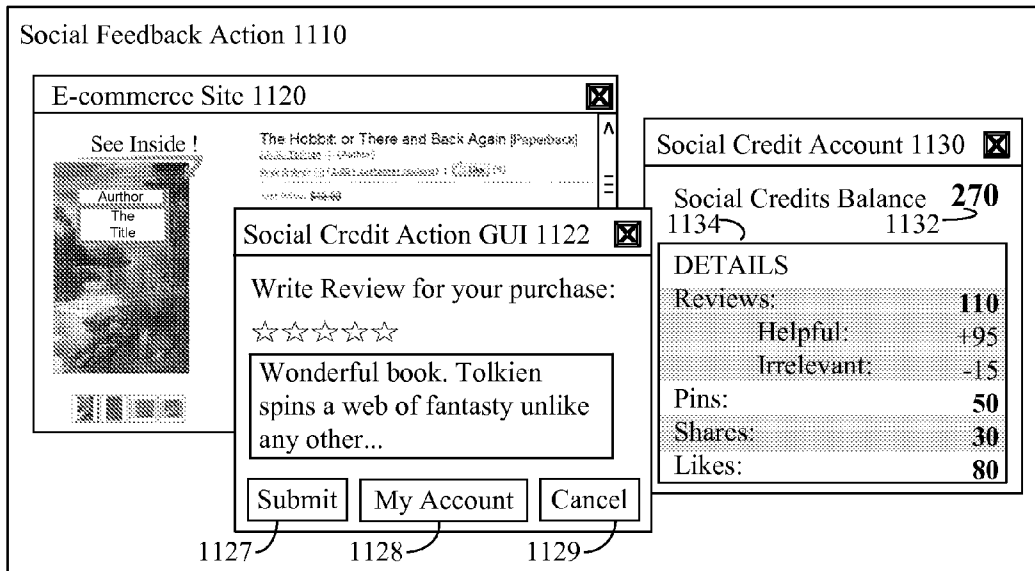 Social Feedback Action 1110
E-commerce Site 1120
See Inside !
Aurthor
The
Title
The Hobbit: or There and Back Again [Paperback]
Social Credit Action GUI 1122
Write Review for your purchase:
☆☆☆☆☆
Wonderful book. Tolkien
spins a web of fantasty unlike
any other...
Submit
My Account
Cancel
1127
1128
1129
Social Credit Account 1130
Social Credits Balance 270
1134
1132
DETAILS
Reviews: 110
Helpful: +95
Irrelevant: -15
Pins: 50
Shares: 30
Likes: 80